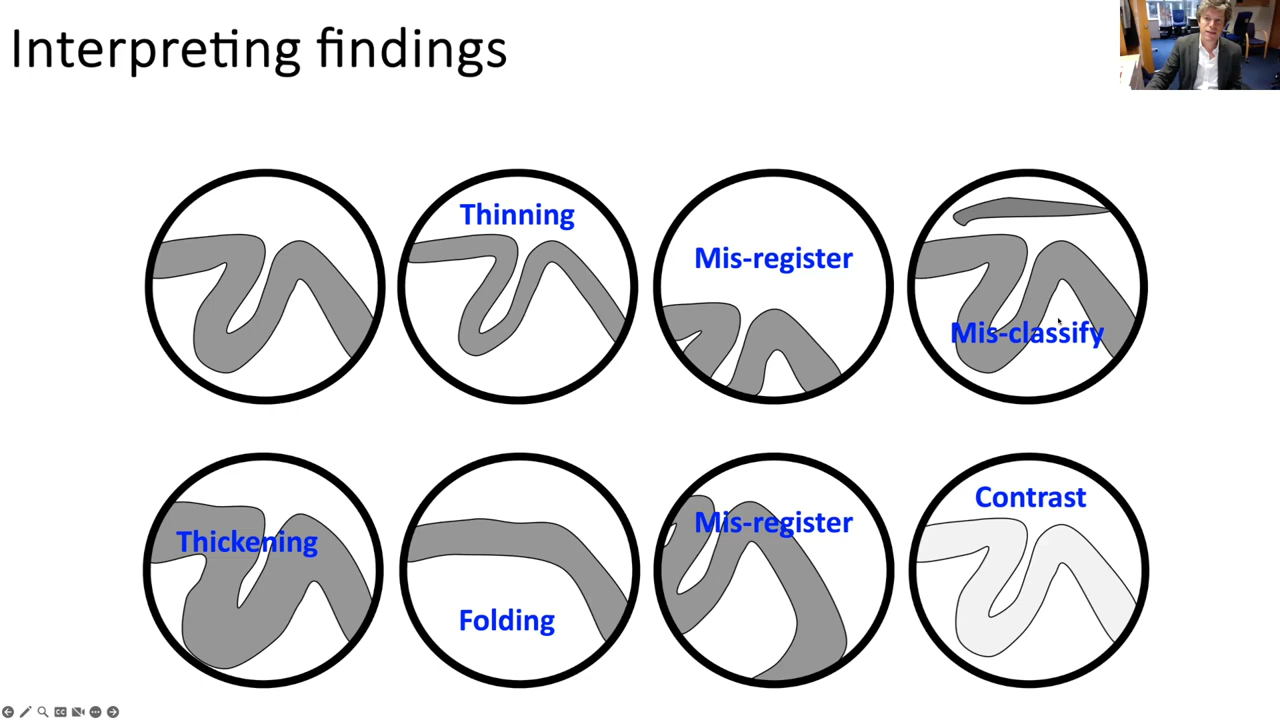 Interpreting findings
Thinning
Mis-register
Mis-classify
Thickening
Folding
Mis-register
Contrast